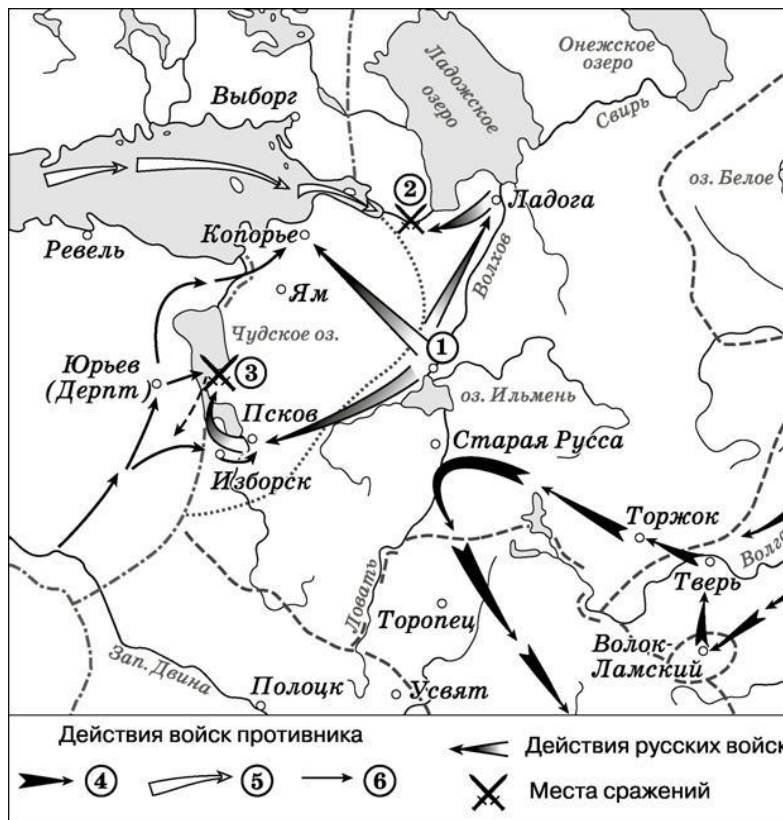 Онежское
озеро
Ладожское
озеро
Выборг
Свирь
оз. Белое
②
Ладога
Ревель
Копорье
Волхов
Ям
Чудское оз.
①
Юрьев
(Дерпт)
③
оз. Ильмень
Псков
Старая Русса
Изборск
Торжок
Волга
Тверь
Ловать
Торопец
Волок-
Ламский
Зап. Двина
Полоцк
Усвят
Действия войск противника
④
⑤
⑥
Действия русских войск
Места сражений